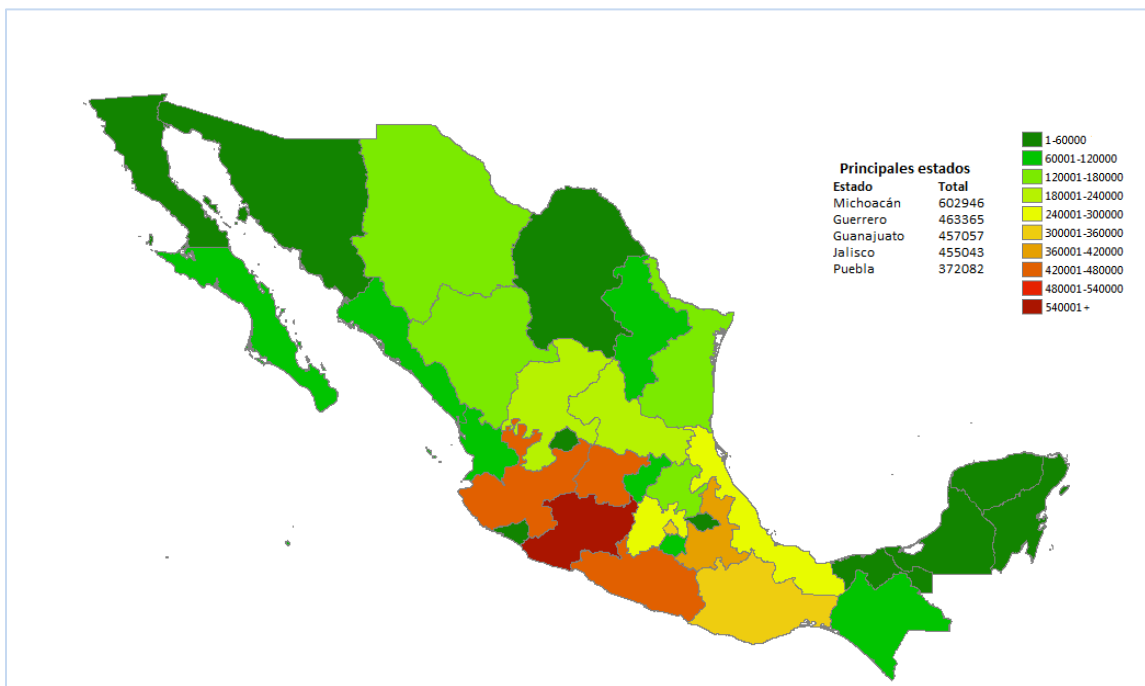 Principales estados
Estado Total
Michoacán 602946
Guerrero 463365
Guanajuato 457057
Jalisco 455043
Puebla 372082
1-60000
60001-120000
120001-180000
180001-240000
240001-300000
300001-360000
360001-420000
420001-480000
480001-540000
540001 +